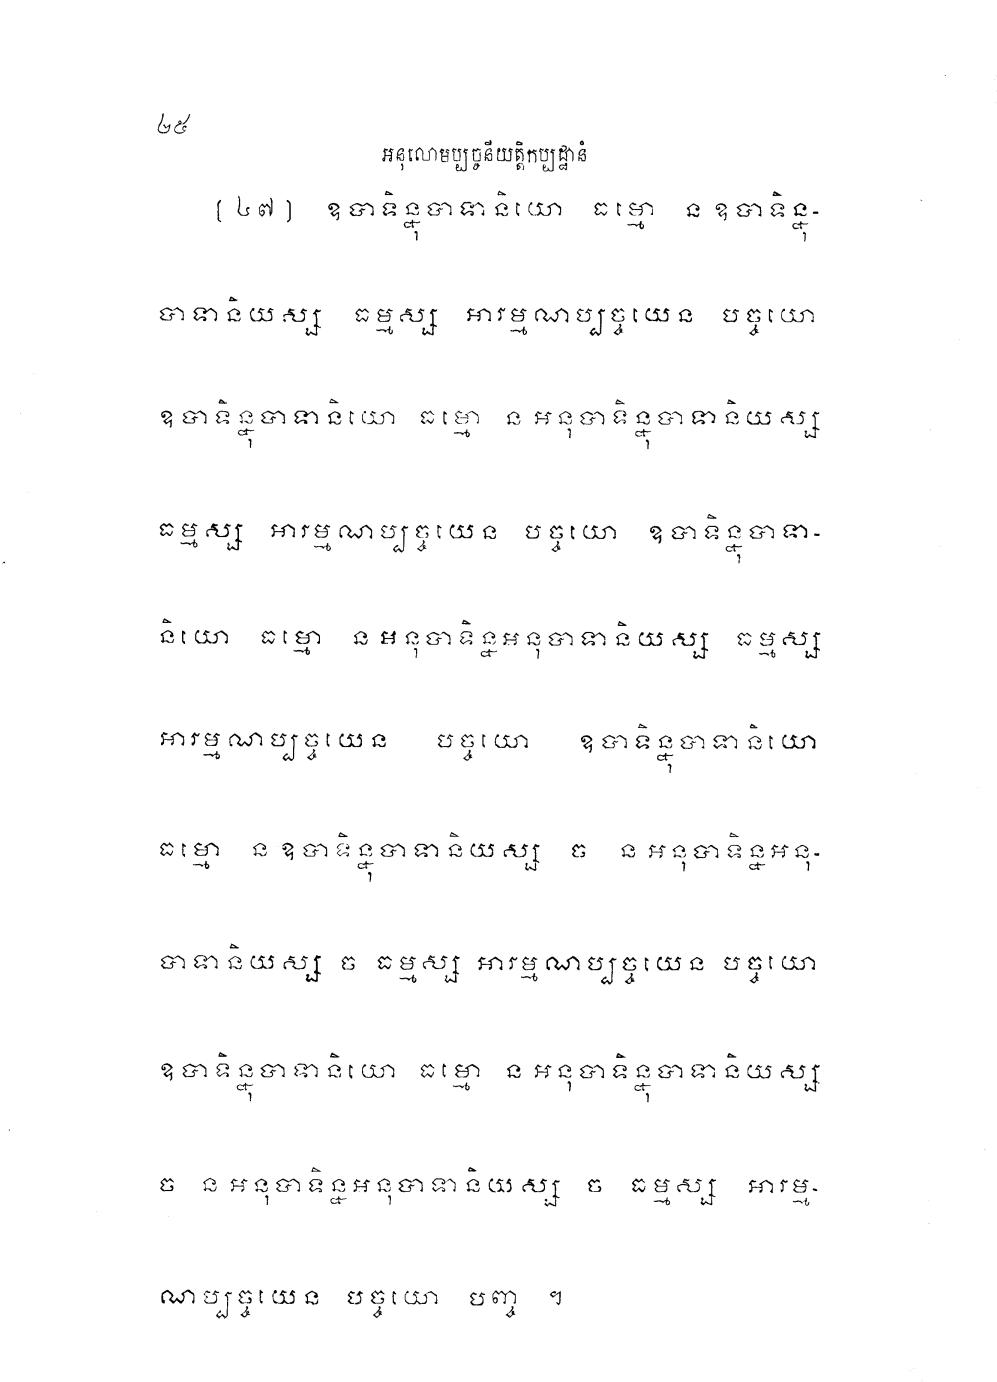 ២៥
អនុលោមប្បច្ចនីយត្តិកប្បដ្ឋានំ
[ ៤៧ ] ឧបាទិន្នុបាទានិយោ ធម្មោ ន ឧបាទិន្នុ-
បាទានិយស្ស ធម្មស្ស អារម្មណប្បច្ចយេន បច្ចយោ
ឧបាទិន្នុបាទានិយោ ធម្មោ ន អនុបាទិន្នុបាទានិយស្ស
ធម្មស្ស អារម្មណប្បច្ចយេន បច្ចយោ ឧបាទិន្នុបាទា-
និយោ ធម្មោ ន អនុបាទិន្នអនុបាទានិយស្ស ធម្មស្ស
អារម្មណប្បច្ចយេន បច្ចយោ ឧបាទិន្នុបាទានិយោ
ធម្មោ ន ឧបាទិន្នុបាទានិយស្ស ច ន អនុបាទិន្នអនុ-
បាទានិយស្ស ច ធម្មស្ស អារម្មណប្បច្ចយេន បច្ចយោ
ឧបាទិន្នុបាទានិយោ ធម្មោ ន អនុបាទិន្នុបាទានិយស្ស
ច ន អនុបាទិន្នអនុបាទានិយស្ស ច ធម្មស្ស អារម្ម-
ណប្បច្ចយេន បច្ចយោ បញ្ច ។